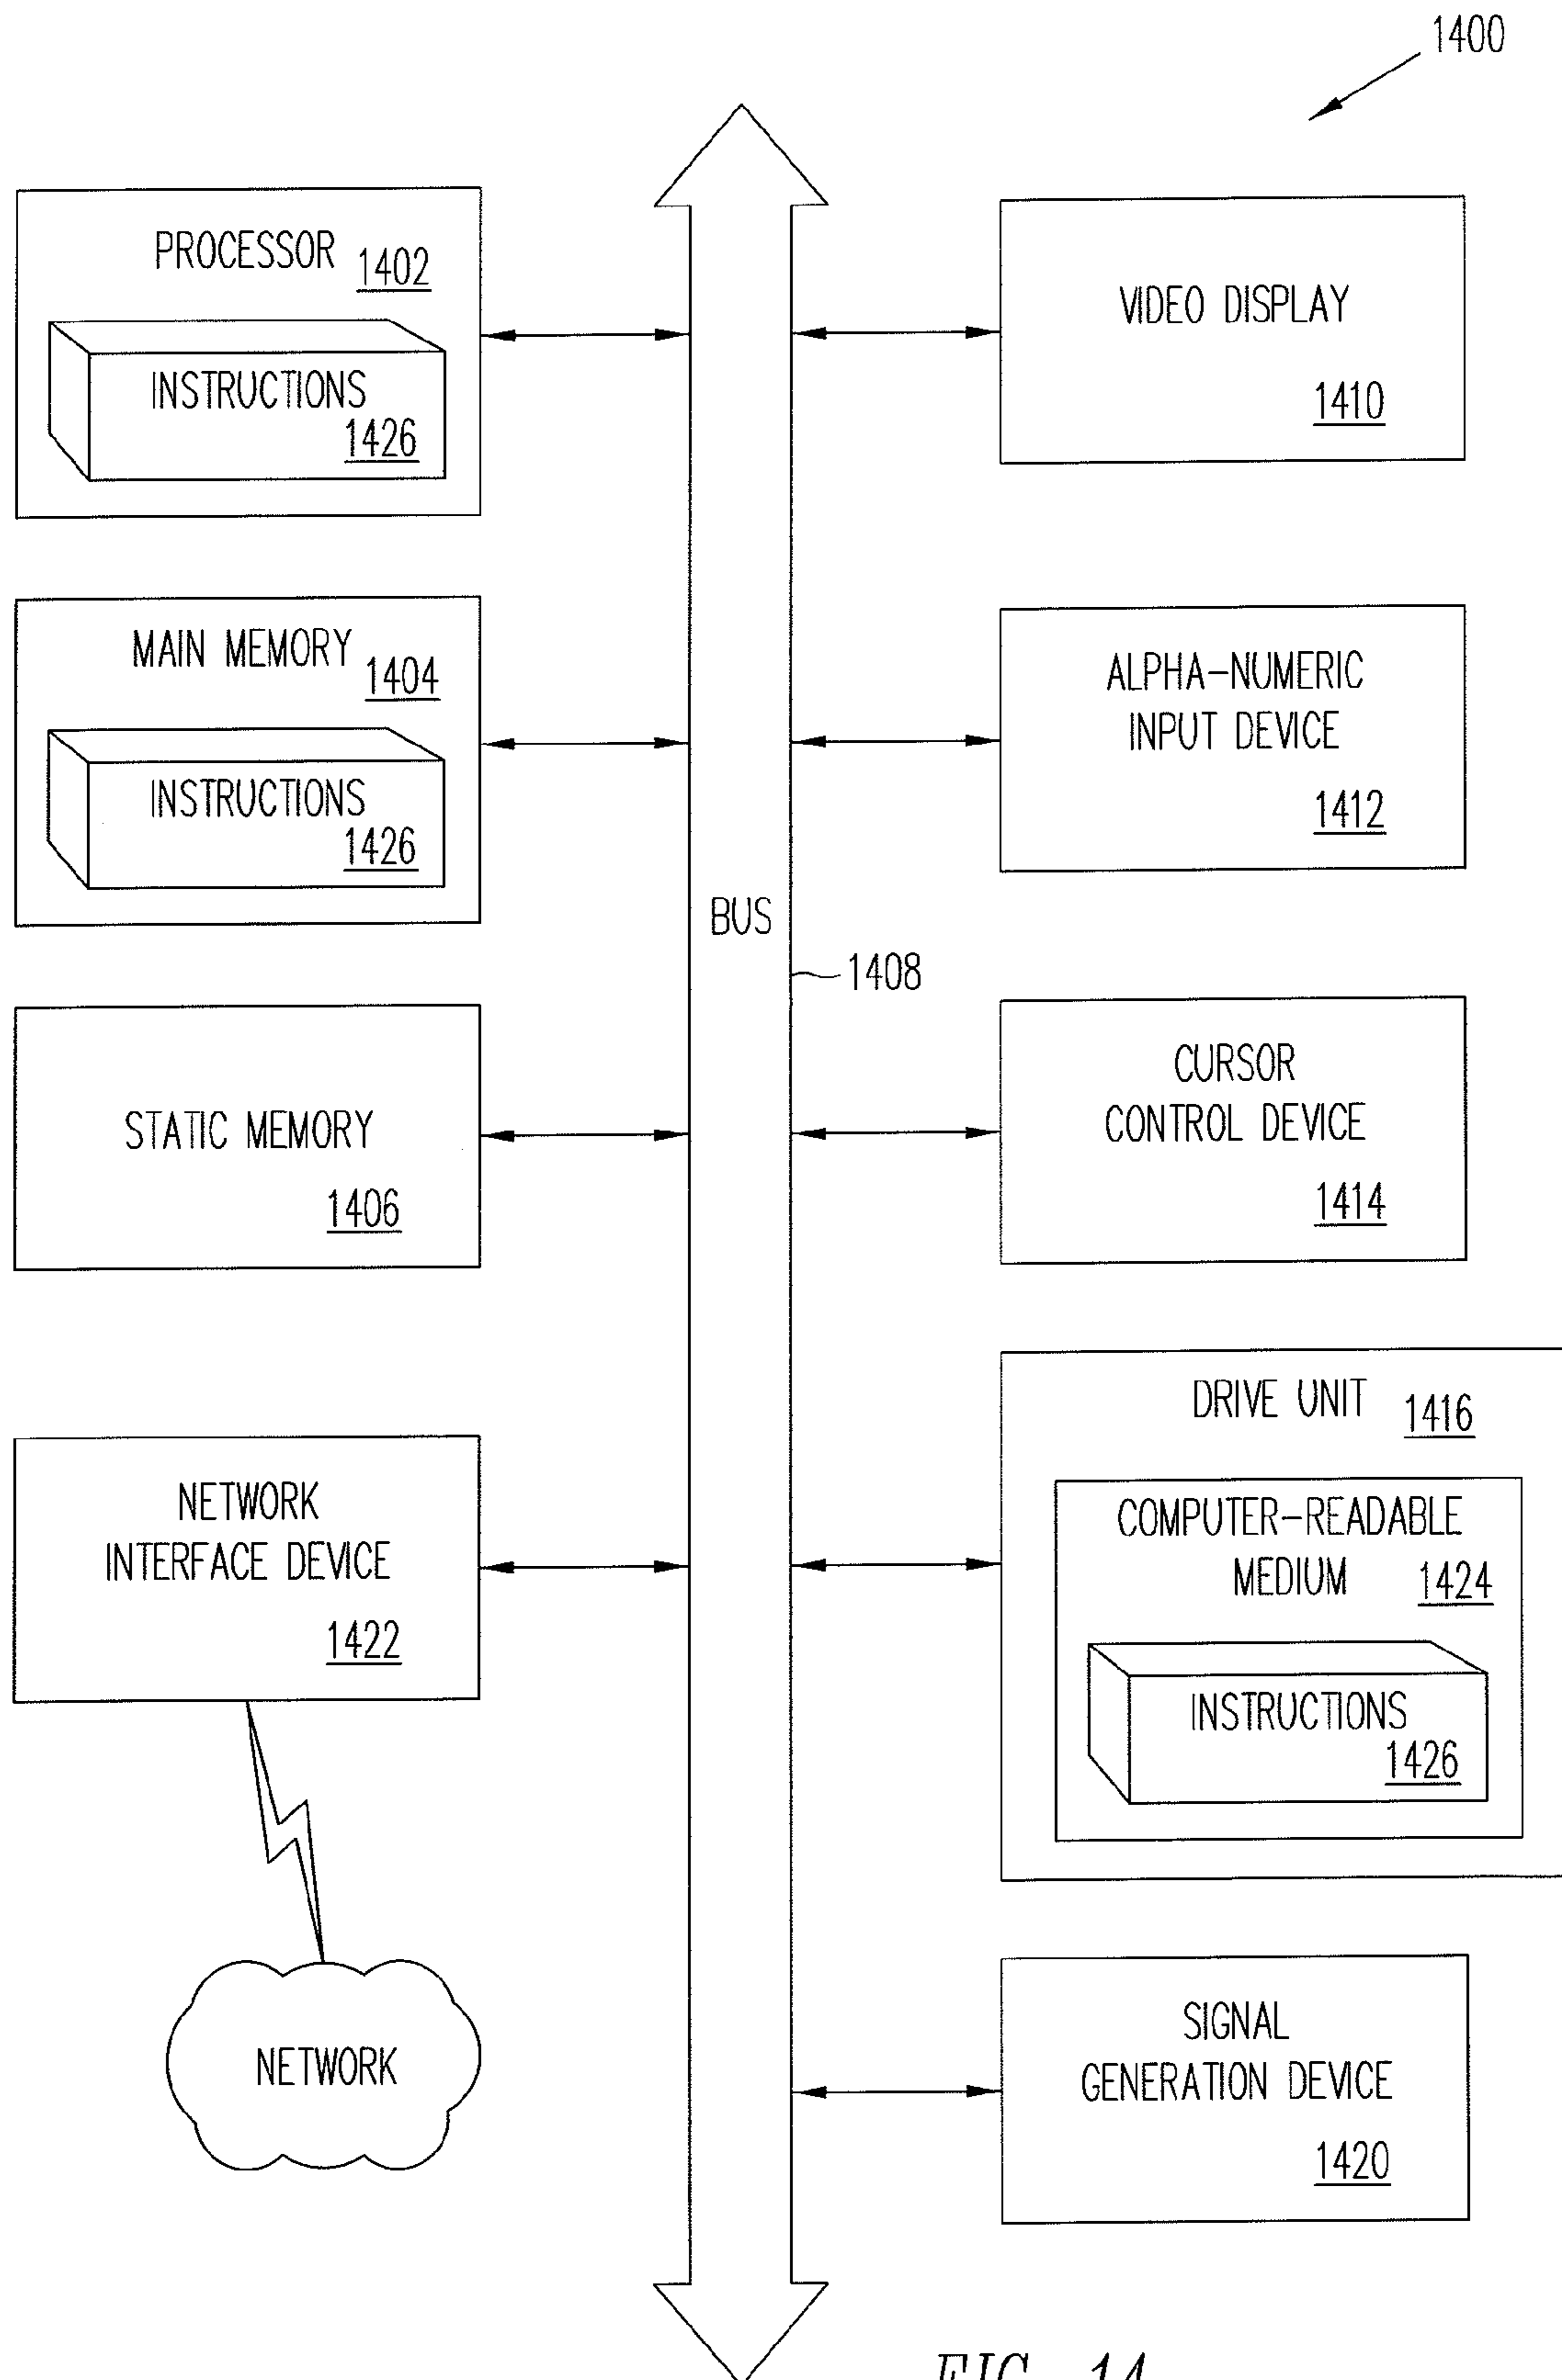 1400
PROCESSOR 1402
INSTRUCTIONS
1426
MAIN MEMORY 1404
INSTRUCTIONS
1426
STATIC MEMORY
1406
NETWORK
INTERFACE DEVICE
1422
NETWORK
BUS
1408
VIDEO DISPLAY
1410
ALPHA-NUMERIC
INPUT DEVICE
1412
CURSOR
CONTROL DEVICE
1414
DRIVE UNIT 1416
COMPUTER-READABLE
MEDIUM 1424
INSTRUCTIONS
1426
SIGNAL
GENERATION DEVICE
1420
FIG. 14